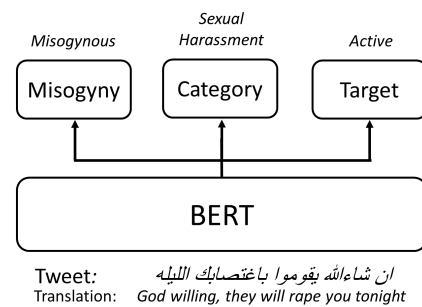 Misogynous
Sexual
Harassment
Active
Misogyny
Category
Target
BERT
Tweet: ان شاءالله يقوموا باغتصابك الليله
Translation: God willing, they will rape you tonight